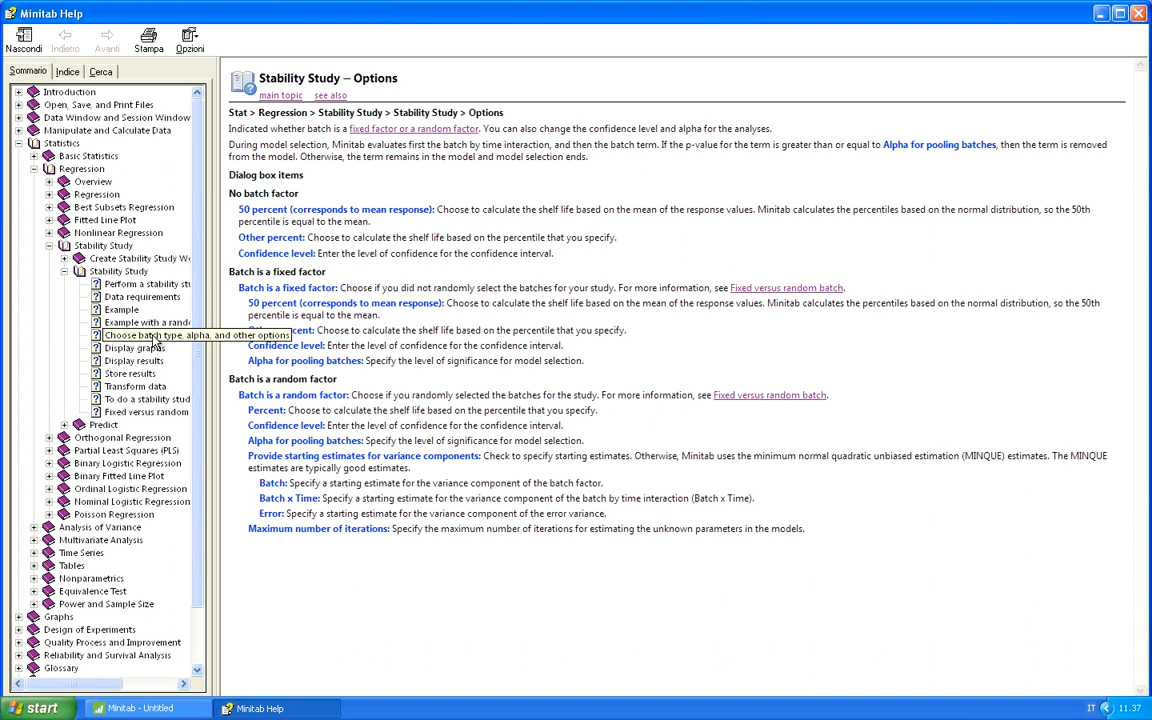 Minitab Help
Nascondi Indietro Avanti Stampa Opzioni
Sommario Indice Cerca
Introduction
Open, Save, and Print Files
Data Window and Session Window
Manipulate and Calculate Data
Statistics
Basic Statistics
Regression
Overview
Regression
Best Subsets Regression
Fitted Line Plot
Nonlinear Regression
Stability Study
Create Stability Study Wo
Stability Study
Perform a stability stu
Data requirements
Example
Example with a rando
Choose batch type, alpha, and other options
Display graphs
Display results
Store results
Transform data
To do a stability stud
Fixed versus random
Predict
Orthogonal Regression
Partial Least Squares (PLS)
Binary Logistic Regression
Binary Fitted Line Plot
Ordinal Logistic Regression
Nominal Logistic Regression
Poisson Regression
Analysis of Variance
Multivariate Analysis
Time Series
Tables
Nonparametrics
Equivalence Test
Power and Sample Size
Graphs
Design of Experiments
Quality Process and Improvement
Reliability and Survival Analysis
Glossary
Stability Study – Options
main topic see also
Stat > Regression > Stability Study > Stability Study > Options
Indicated whether batch is a fixed factor or a random factor. You can also change the confidence level and alpha for the analyses.
During model selection, Minitab evaluates first the batch by time interaction, and then the batch term. If the p-value for the term is greater than or equal to Alpha for pooling batches, then the term is removed
from the model. Otherwise, the term remains in the model and model selection ends.
Dialog box items
No batch factor
50 percent (corresponds to mean response): Choose to calculate the shelf life based on the mean of the response values. Minitab calculates the percentiles based on the normal distribution, so the 50th
percentile is equal to the mean.
Other percent: Choose to calculate the shelf life based on the percentile that you specify.
Confidence level: Enter the level of confidence for the confidence interval.
Batch is a fixed factor
Batch is a fixed factor: Choose if you did not randomly select the batches for your study. For more information, see Fixed versus random batch.
50 percent (corresponds to mean response): Choose to calculate the shelf life based on the mean of the response values. Minitab calculates the percentiles based on the normal distribution, so the 50th
percentile is equal to the mean.
cent: Choose to calculate the shelf life based on the percentile that you specify.
Confidence level: Enter the level of confidence for the confidence interval.
Alpha for pooling batches: Specify the level of significance for model selection.
Batch is a random factor
Batch is a random factor: Choose if you randomly selected the batches for the study. For more information, see Fixed versus random batch.
Percent: Choose to calculate the shelf life based on the percentile that you specify.
Confidence level: Enter the level of confidence for the confidence interval.
Alpha for pooling batches: Specify the level of significance for model selection.
Provide starting estimates for variance components: Check to specify starting estimates. Otherwise, Minitab uses the minimum normal quadratic unbiased estimation (MINQUE) estimates. The MINQUE
estimates are typically good estimates.
Batch: Specify a starting estimate for the variance component of the batch factor.
Batch x Time: Specify a starting estimate for the variance component of the batch by time interaction (Batch x Time).
Error: Specify a starting estimate for the variance component of the error variance.
Maximum number of iterations: Specify the maximum number of iterations for estimating the unknown parameters in the models.
start Minitab - Untitled Minitab Help IT 11.37